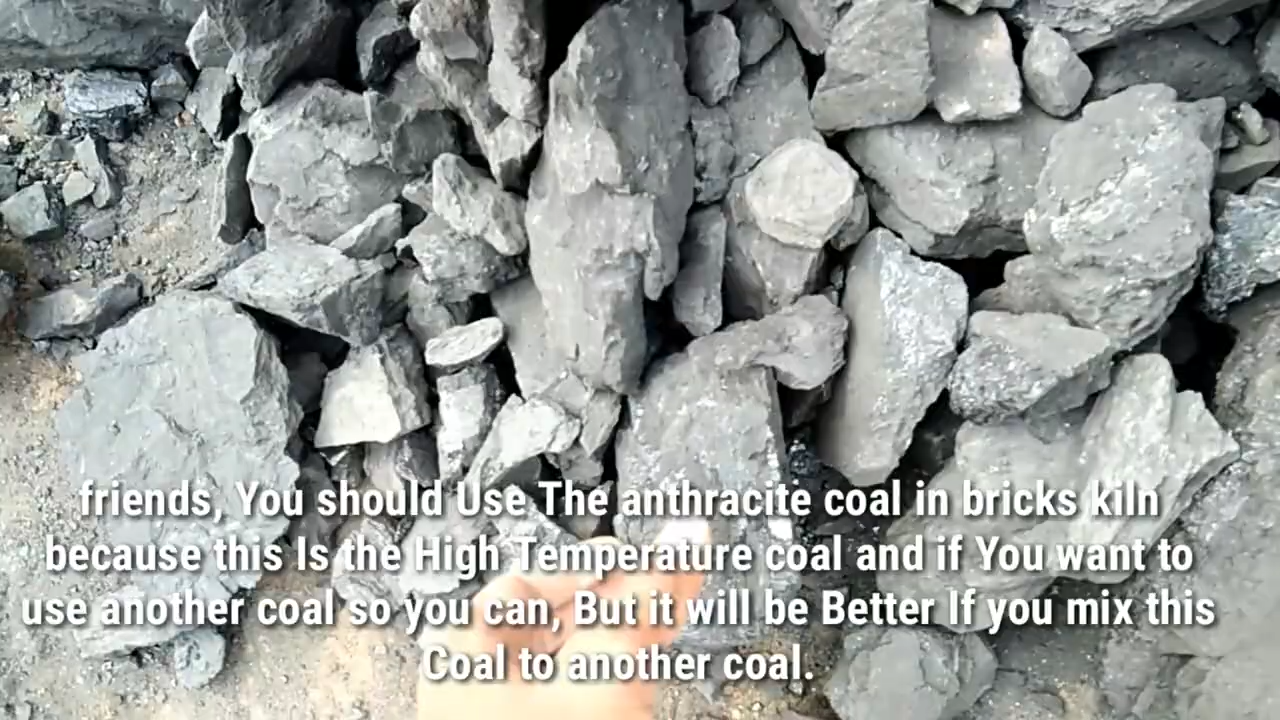 friends, You should Use The anthracite coal in bricks kiln
because this Is the High Temperature coal and if You want to
use another coal so you can, But it will be Better If you mix this
Coal to another coal.